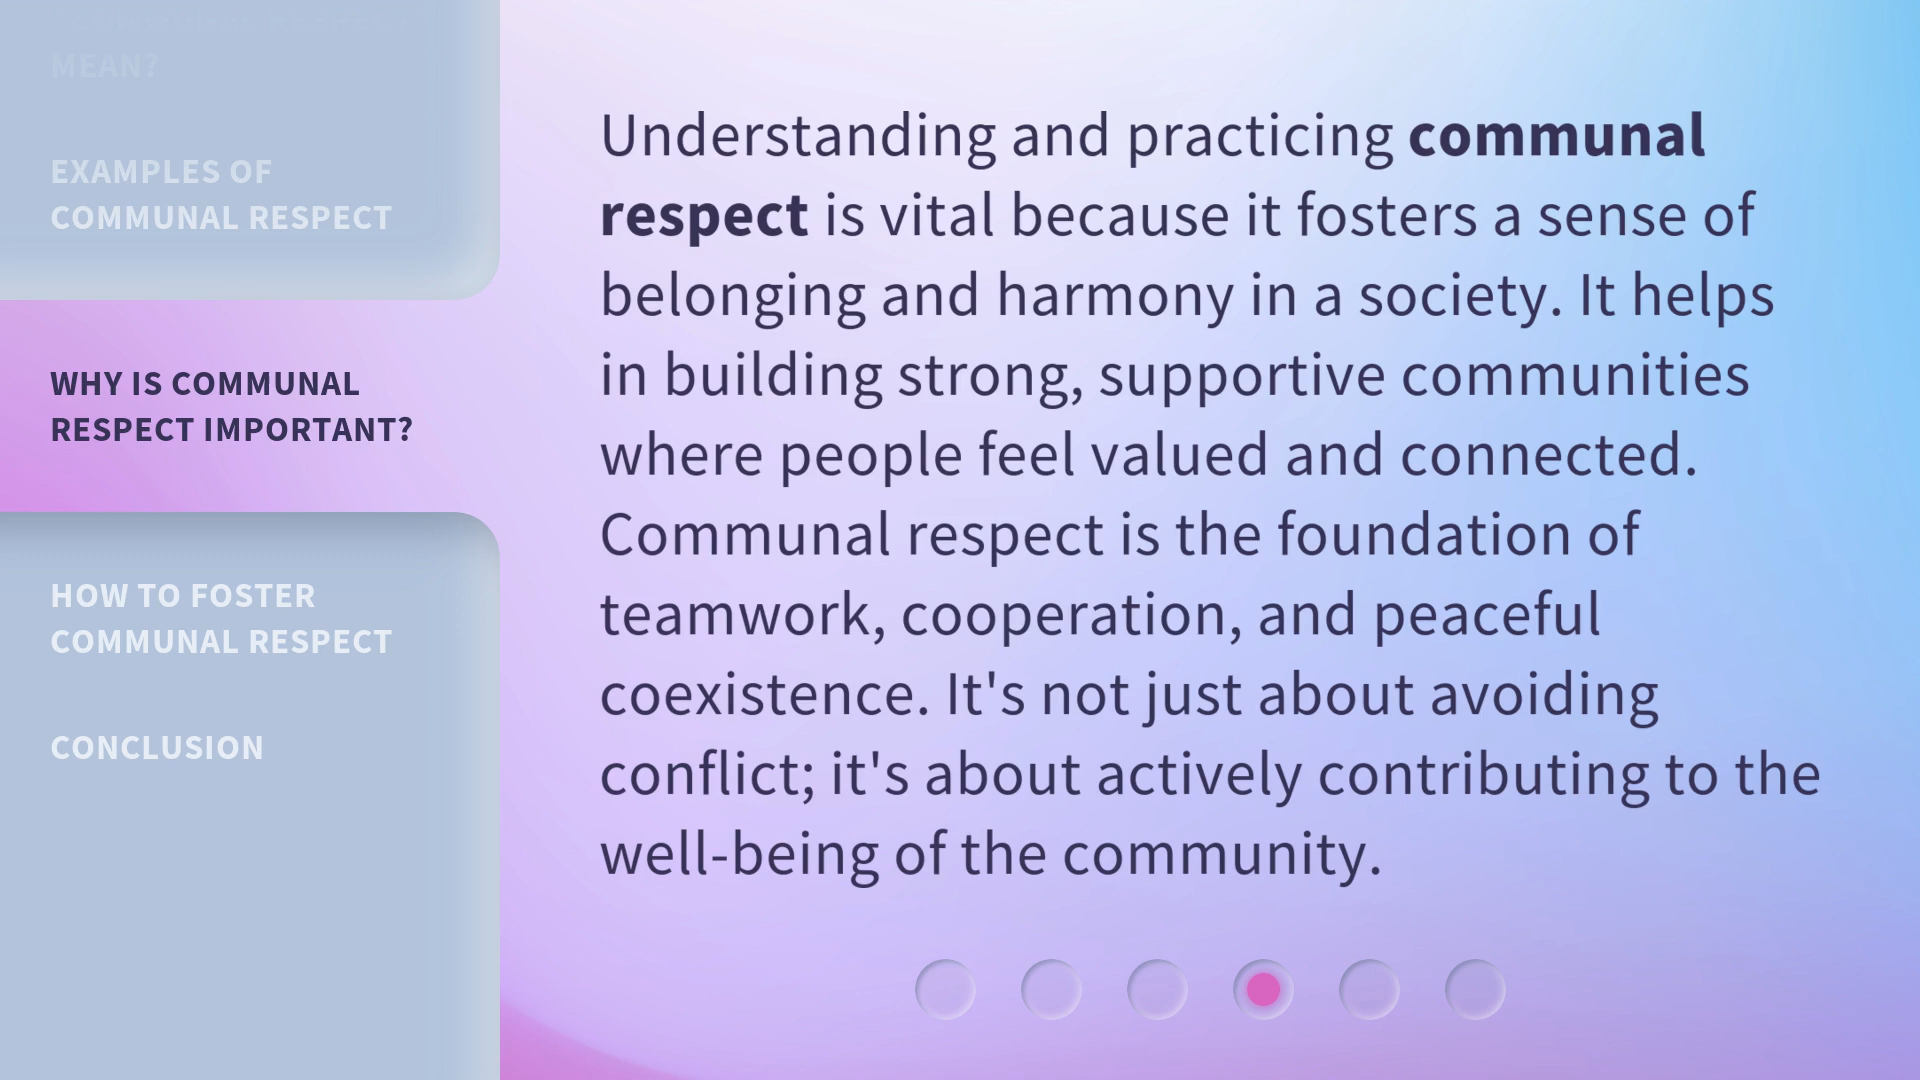 MEAN?
EXAMPLES OF
COMMUNAL RESPECT
WHY IS COMMUNAL
RESPECT IMPORTANT?
HOW TO FOSTER
COMMUNAL RESPECT
CONCLUSION
Understanding and practicing communal
respect is vital because it fosters a sense of
belonging and harmony in a society. It helps
in building strong, supportive communities
where people feel valued and connected.
Communal respect is the foundation of
teamwork, cooperation, and peaceful
coexistence. It's not just about avoiding
conflict; it's about actively contributing to the
well-being of the community.